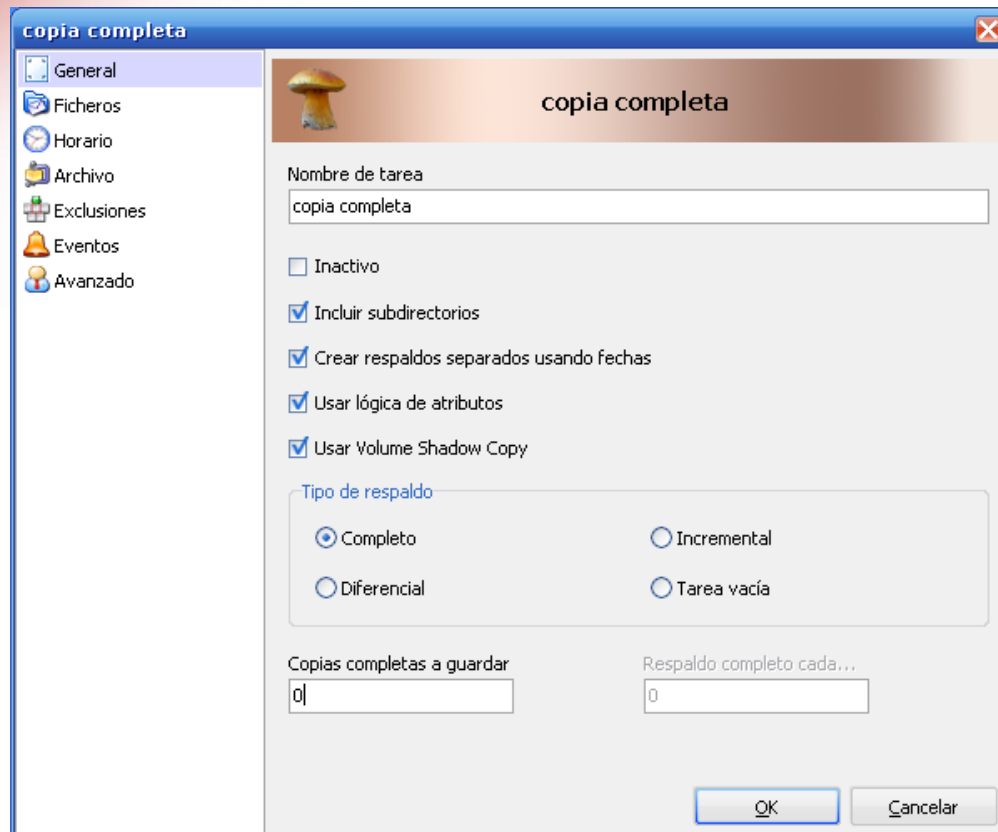 copia completa
General
Ficheros
Horario
Archivo
Exclusiones
Eventos
Avanzado
copia completa
Nombre de tarea
copia completa
Inactivo
Incluir subdirectorios
Crear respaldos separados usando fechas
Usar lógica de atributos
Usar Volume Shadow Copy
Tipo de respaldo
Completo
Incremental
Diferencial
Tarea vacía
Copias completas a guardar
Respaldo completo cada...
0
0
OK
Cancelar